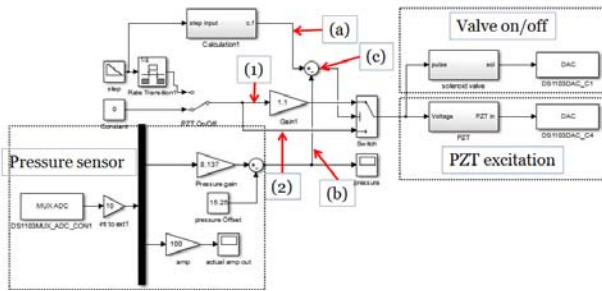 step input
c.f
Calculation1
(a)
(c)
Valve on/off
pulse
sol
solenoid valve
DAC
DS1103DAC_C1
step
Rate Transition1
(1)
1.1
Gain1
0
Constant
PZT On/Off
Switch
Voltage
PZT in
PZT
DAC
DS1103DAC_C4
PZT excitation
Pressure sensor
(2)
(b)
pressure
8.137
Pressure gain
15.25
pressure Offset
MUX ADC
DS1103MUX_ADC_CON1
10
int to ext1
100
amp
actual amp out